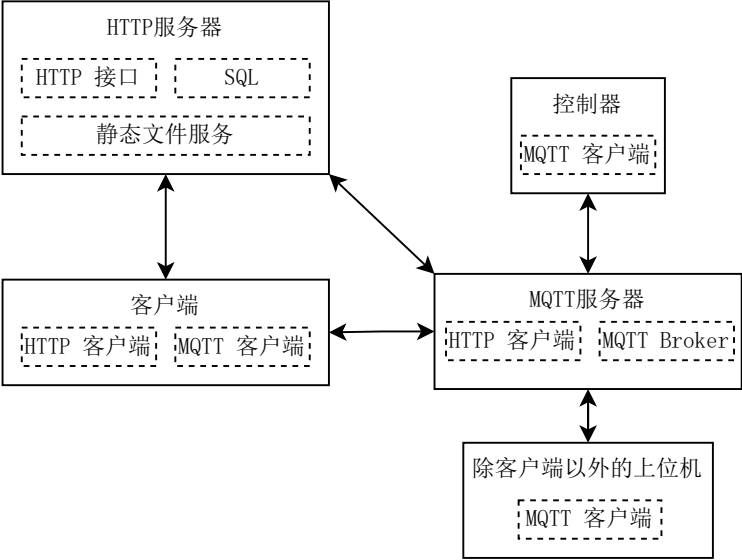 HTTP服务器
HTTP 接口
SQL
静态文件服务
控制器
MQTT 客户端
客户端
HTTP 客户端
MQTT 客户端
MQTT服务器
HTTP 客户端
MQTT Broker
除客户端以外的上位机
MQTT 客户端